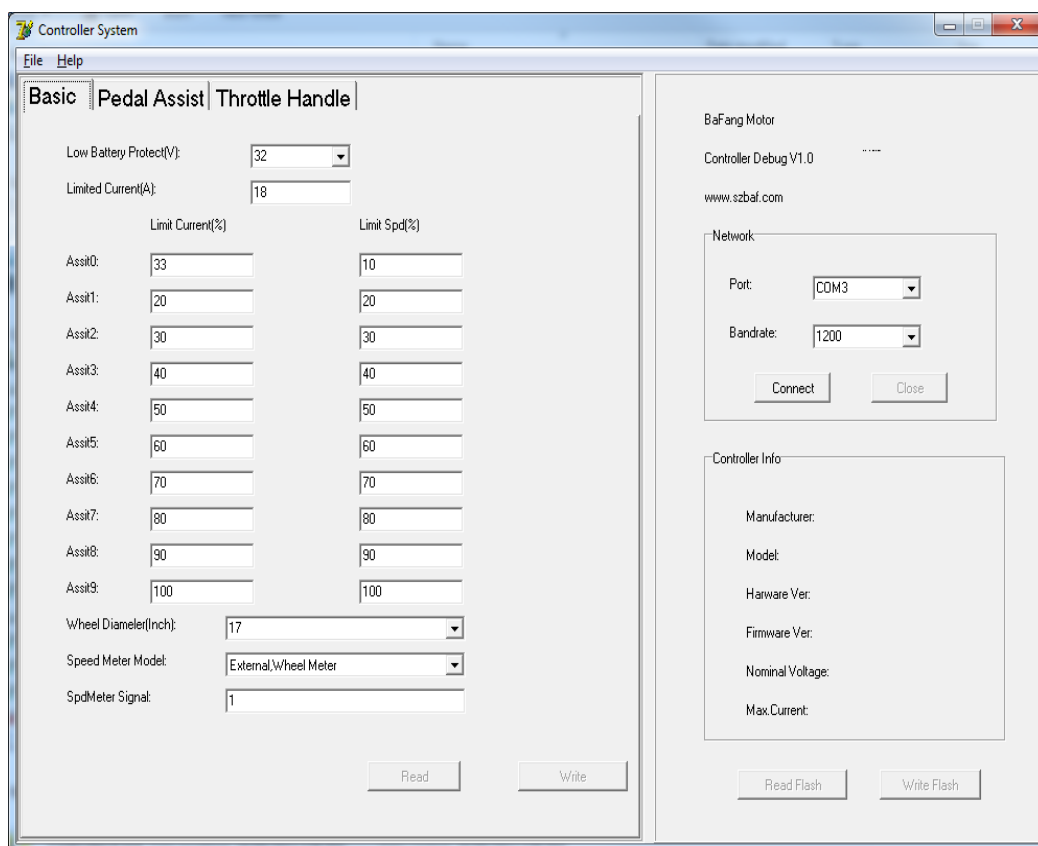 Controller System
File Help
Basic Pedal Assist Throttle Handle
Low Battery Protect(V): 32
Limited Current(A): 18
Limit Current(%) Limit Spd(%)
Assit0: 33 10
Assit1: 20 20
Assit2: 30 30
Assit3: 40 40
Assit4: 50 50
Assit5: 60 60
Assit6: 70 70
Assit7: 80 80
Assit8: 90 90
Assit9: 100 100
Wheel Diameler(Inch): 17
Speed Meter Model: External,Wheel Meter
SpdMeter Signal: 1
Read Write
BaFang Motor
Controller Debug V1.0
www.szbaf.com
Network
Port: COM3
Bandrate: 1200
Connect Close
Controller Info
Manufacturer:
Model:
Harware Ver:
Firmware Ver:
Nominal Voltage:
Max.Current:
Read Flash Write Flash